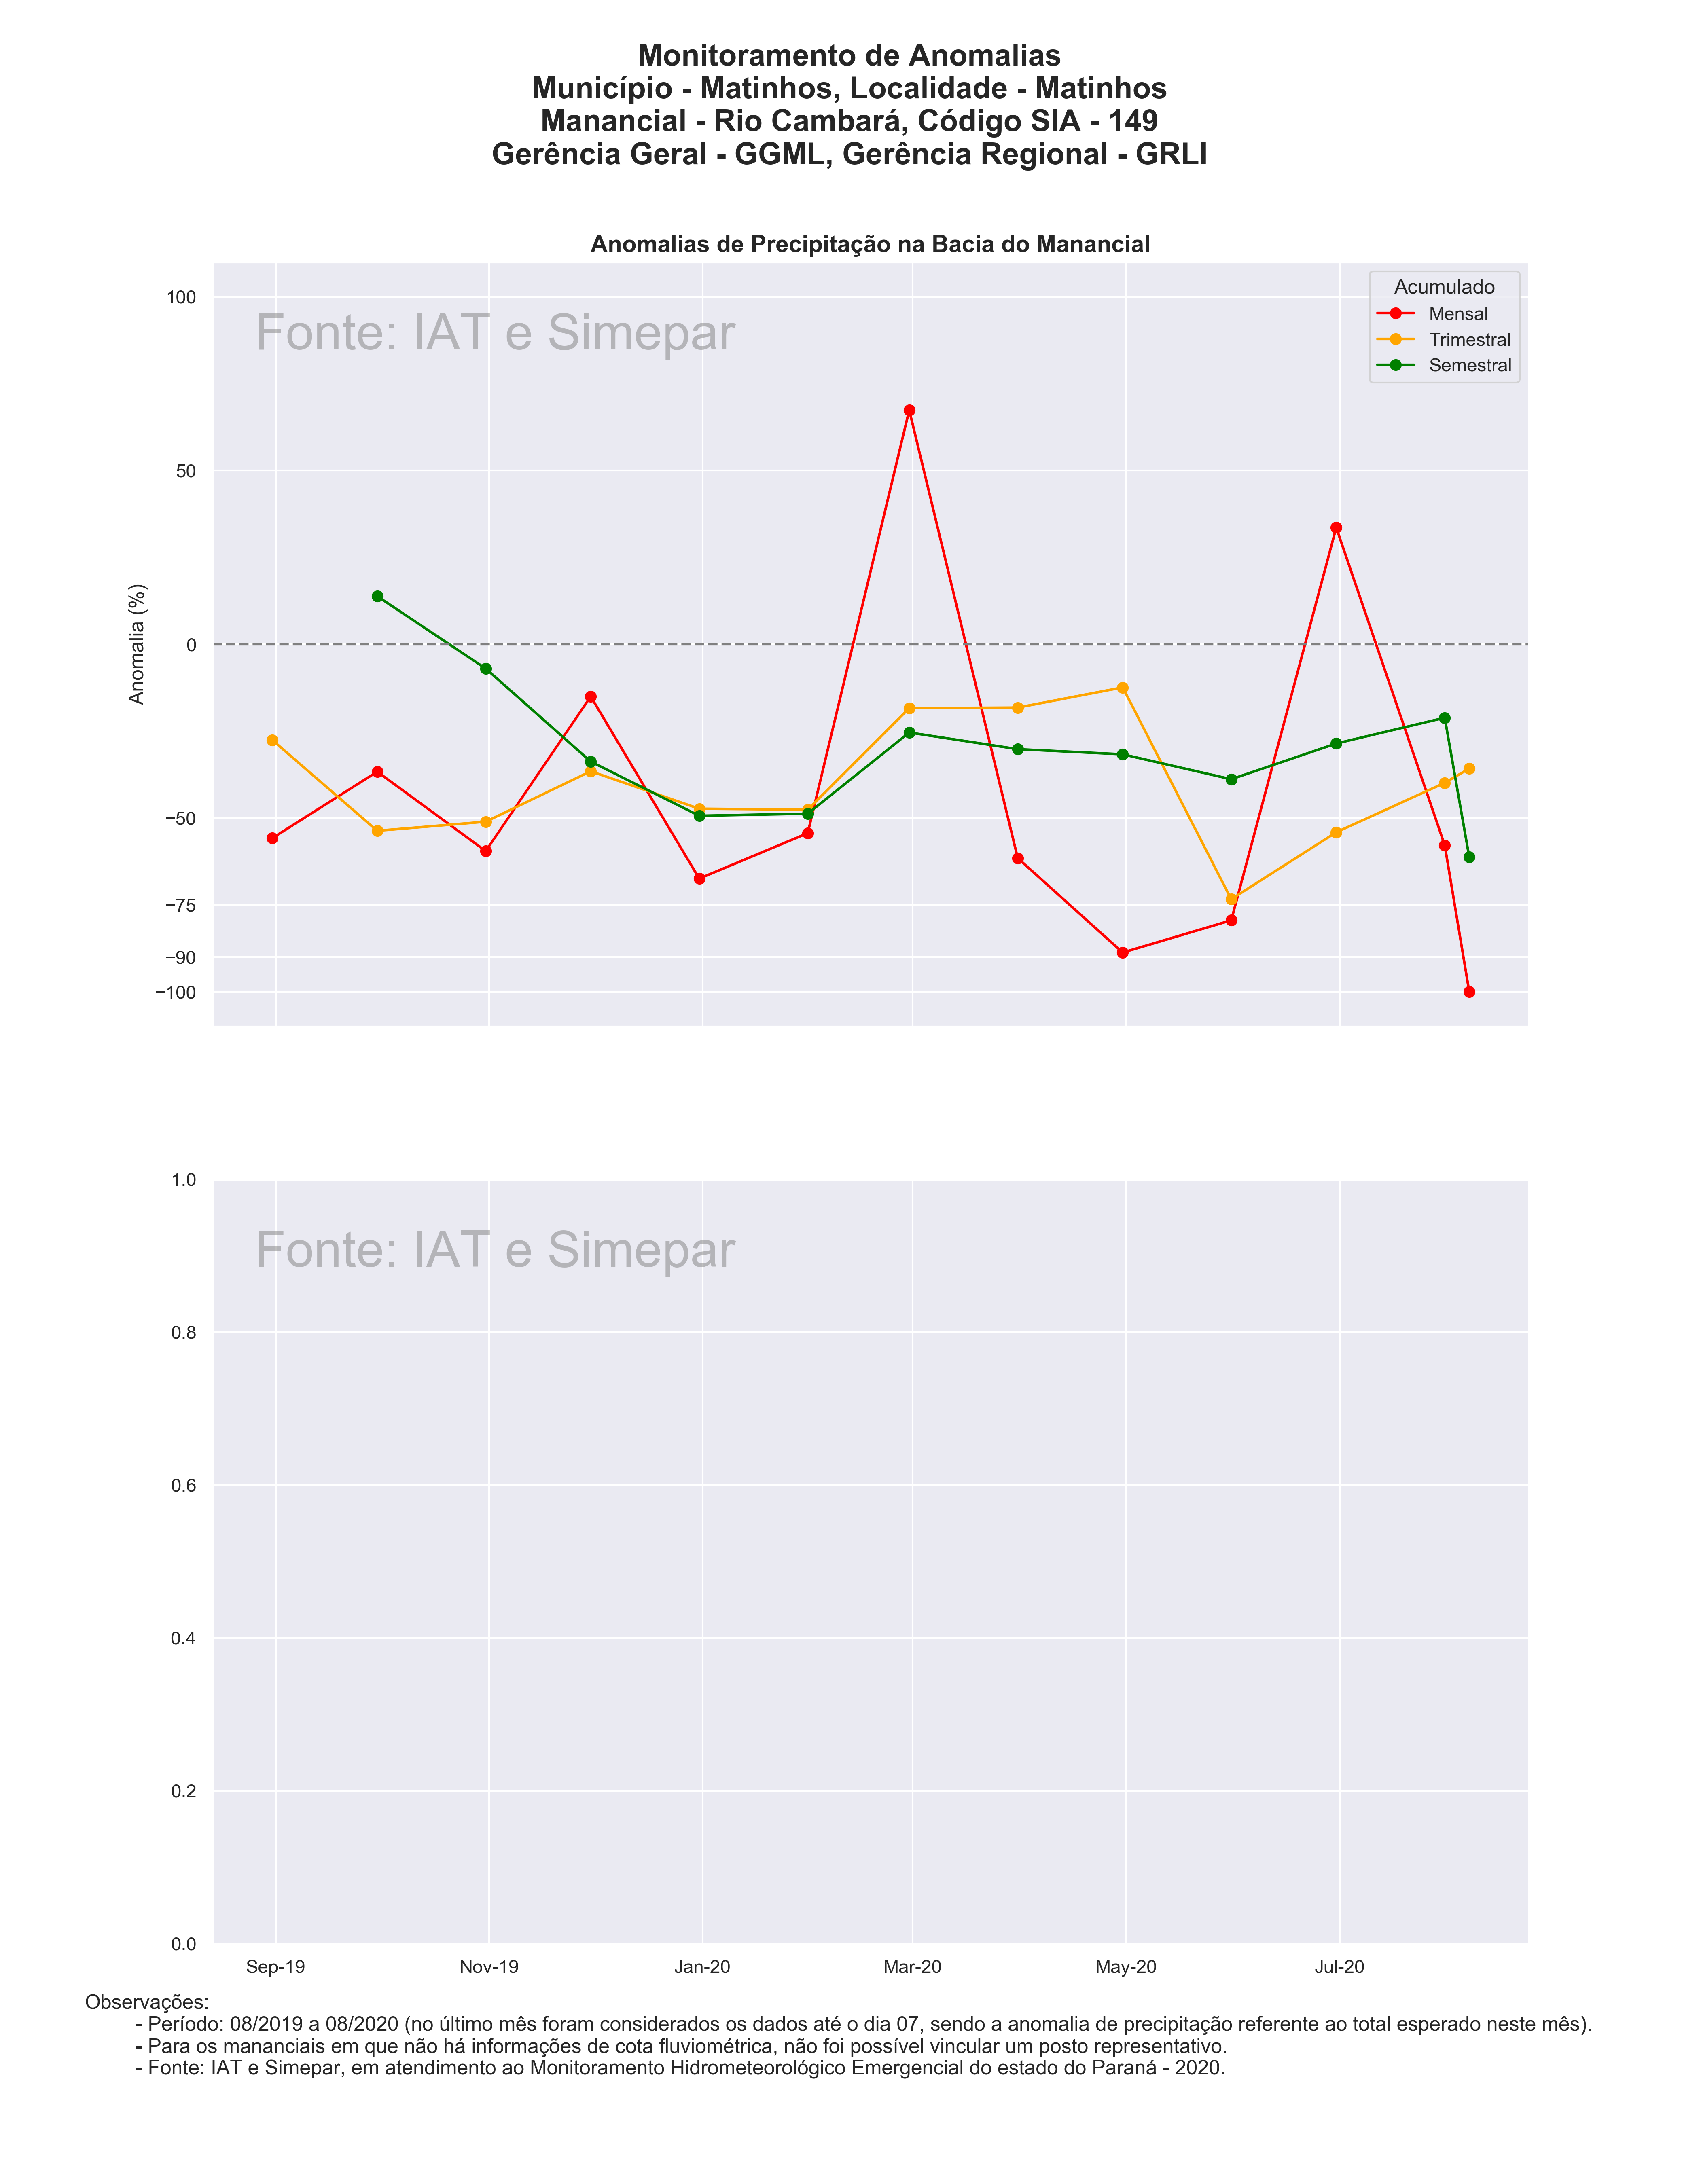 Monitoramento de Anomalias
Município - Matinhos, Localidade - Matinhos
Manancial - Rio Cambará, Código SIA - 149
Gerência Geral - GGML, Gerência Regional - GRLI
Anomalias de Precipitação na Bacia do Manancial
Fonte: IAT e Simepar
Acumulado
Mensal
Trimestral
Semestral
Anomalia (%)
100
50
0
−50
−75
−90
−100
Fonte: IAT e Simepar
1.0
0.8
0.6
0.4
0.2
0.0
Sep-19 Nov-19 Jan-20 Mar-20 May-20 Jul-20
Observações:
- Período: 08/2019 a 08/2020 (no último mês foram considerados os dados até o dia 07, sendo a anomalia de precipitação referente ao total esperado neste mês).
- Para os mananciais em que não há informações de cota fluviométrica, não foi possível vincular um posto representativo.
- Fonte: IAT e Simepar, em atendimento ao Monitoramento Hidrometeorológico Emergencial do estado do Paraná - 2020.